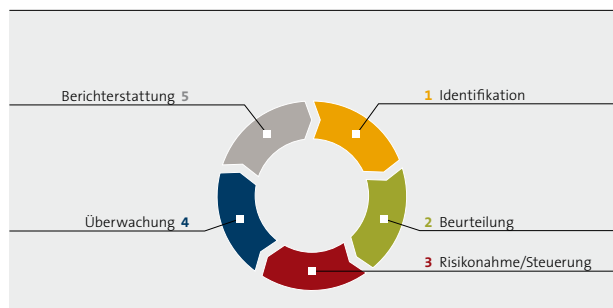 Berichterstattung 5
1 Identifikation
Überwachung 4
2 Beurteilung
3 Risikonahme/Steuerung